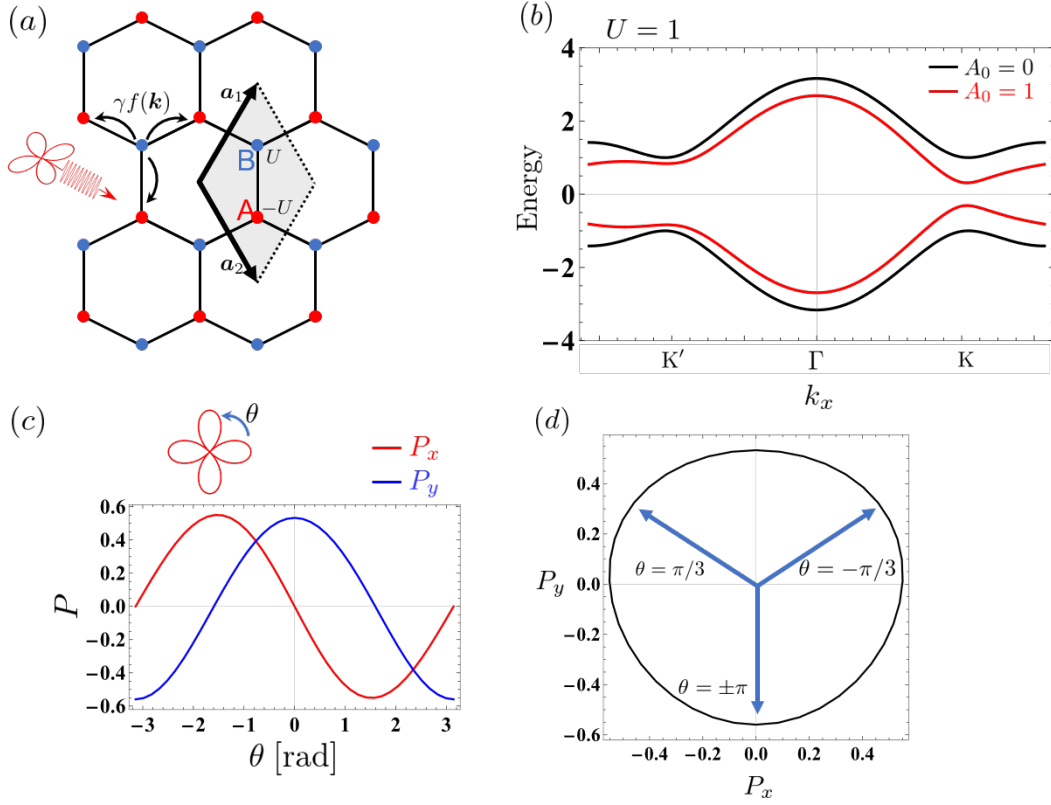 (a)
γf(k)
a₁
B U
A −U
a₂
(b) U = 1
A₀ = 0
A₀ = 1
4
2
0
−2
−4
Energy
K′ Γ K
kₓ
(c)
θ
Pₓ
P_y
0.6
0.4
0.2
0.0
−0.2
−0.4
−0.6
P
−3 −2 −1 0 1 2 3
θ [rad]
(d)
0.4
0.2
0.0
−0.2
−0.4
−0.6
P_y
θ = π/3
θ = −π/3
θ = ±π
−0.4 −0.2 0.0 0.2 0.4
Pₓ